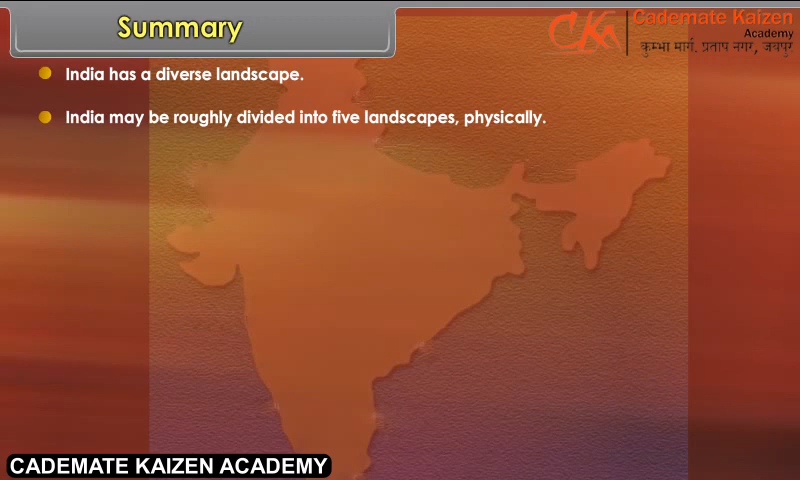 Summary
Cademate Kaizen
Academy
कुम्भा मार्ग, प्रताप नगर, जयपुर
India has a diverse landscape.
India may be roughly divided into five landscapes, physically.
CADEMATE KAIZEN ACADEMY